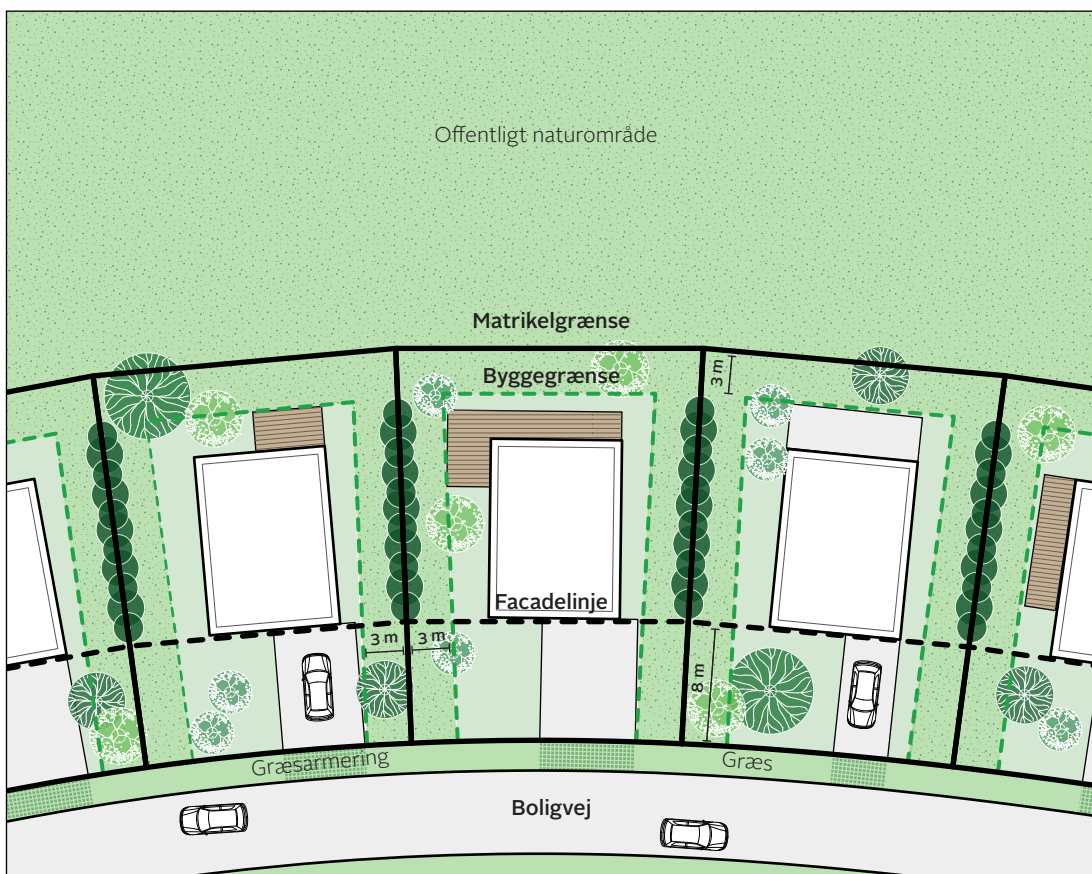 Offentligt naturområde
Matrikelgrænse
Byggegrænse
3 m
Facadelinje
3 m
3 m
8 m
Græsarmering
Græs
Boligvej